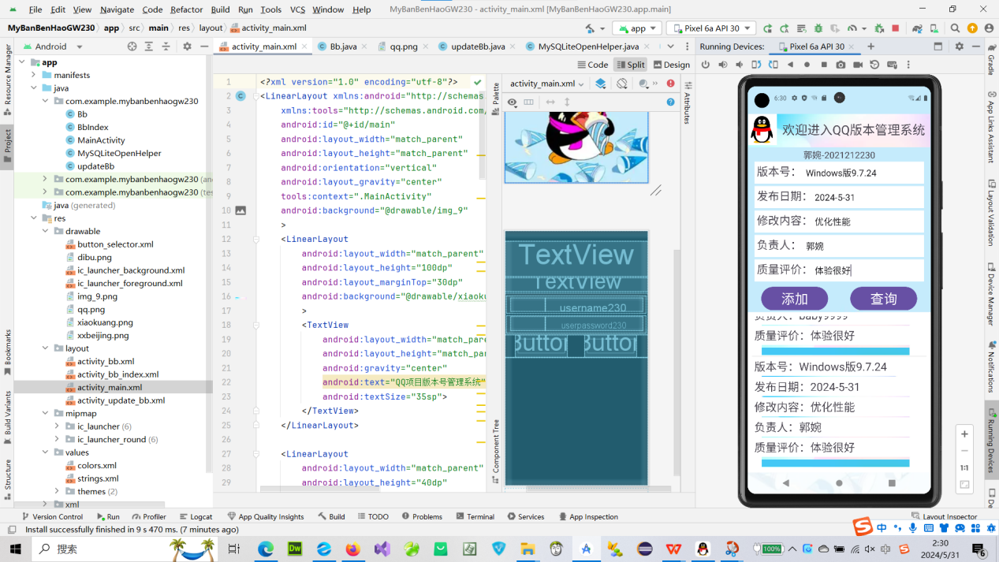 File Edit View Navigate Code Refactor Build Run Tools VCS Window Help MyBanBenHaoGW230 - activity_main.xml [MyBanBenHaoGW230.app.main]
MyBanBenHaoGW230 app src main res layout activity_main.xml app Pixel 6a API 30
Android activity_main.xml Bb.java qq.png updateBb.java MySQLiteOpenHelper.java Running Devices: Pixel 6a API 30
Code Split Design
Resource Manager
Project
Bookmarks
Build Variants
Structure
app
manifests
java
com.example.mybanbenhaogw230
Bb
BbIndex
MainActivity
MySQLiteOpenHelper
updateBb
com.example.mybanbenhaogw230 (an
com.example.mybanbenhaogw230 (tes
java (generated)
res
drawable
button_selector.xml
dibu.png
ic_launcher_background.xml
ic_launcher_foreground.xml
img_9.png
qq.png
xiaokuang.png
xxbeijing.png
layout
activity_bb.xml
activity_bb_index.xml
activity_main.xml
activity_update_bb.xml
mipmap
ic_launcher (6)
ic_launcher_round (6)
values
colors.xml
strings.xml
themes (2)
xml
1 <?xml version="1.0" encoding="utf-8"?>
2 <LinearLayout xmlns:android="http://schemas
3 xmlns:tools="http://schemas.android.com
4 android:id="@+id/main"
5 android:layout_width="match_parent"
6 android:layout_height="match_parent"
7 android:orientation="vertical"
8 android:layout_gravity="center"
9 tools:context=".MainActivity"
10 android:background="@drawable/img_9"
11 >
12 <LinearLayout
13 android:layout_width="match_parent"
14 android:layout_height="100dp"
15 android:layout_marginTop="30dp"
16 android:background="@drawable/xiaoku
17 >
18 <TextView
19 android:layout_width="match_pare
20 android:layout_height="match_pa
21 android:gravity="center"
22 android:text="QQ项目版本号管理系统"
23 android:textSize="35sp">
24 </TextView>
25 </LinearLayout>
26
27 <LinearLayout
28 android:layout_width="match_parent"
29 android:layout_height="40dp"
Palette
Component Tree
activity_main.xml
Attributes
TextView
TextView
username230
userpassword230
Button Button
6:30
欢迎进入QQ版本管理系统
郭婉-2021212230
版本号： Windows版9.7.24
发布日期： 2024-5-31
修改内容： 优化性能
负责人： 郭婉
质量评价： 体验很好
添加 查询
负责人：baby9999
质量评价：体验很好
版本号：Windows版9.7.24
发布日期：2024-5-31
修改内容：优化性能
负责人：郭婉
质量评价：体验很好
1:1
Gradle
App Links Assistant
Layout Validation
Device Manager
Notifications
Running Devices
De
Version Control Run Profiler Logcat App Quality Insights Build TODO Problems Terminal Services App Inspection Layout Inspector
Install successfully finished in 9 s 470 ms. (7 minutes ago)
中
搜索
Dw
100%
2:30
2024/5/31
6